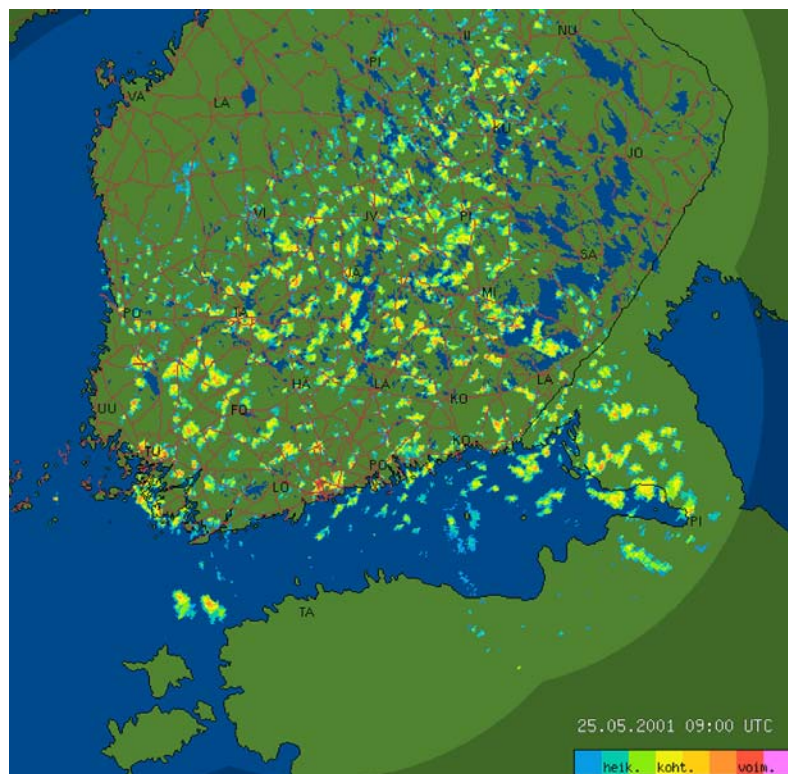 NU
II
PI
VA
LA
KU
JO
VI
JV
PI
SA
JA
MI
PO
TA
HA
LA
LA
UU
FO
KO
KO
TU
PO
LO
PI
TA
25.05.2001 09:00 UTC
heik. koht. voim.